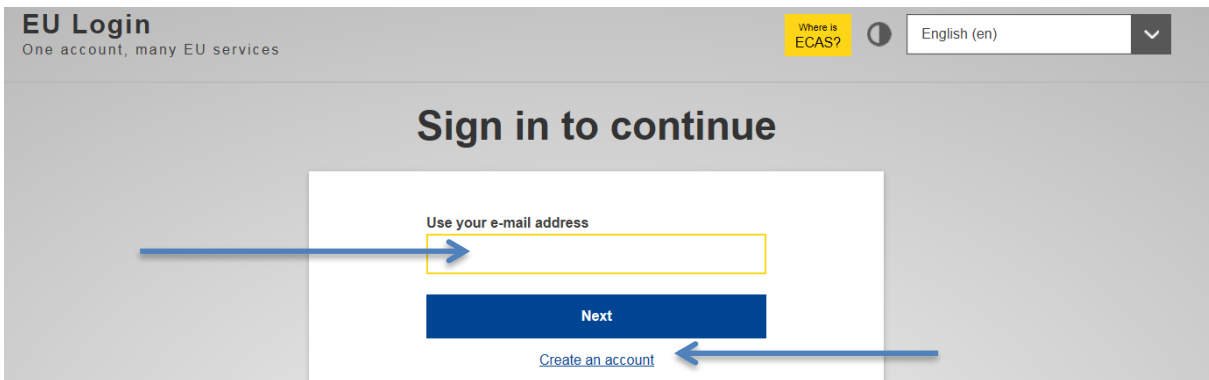 EU Login
One account, many EU services
Where is
ECAS?
English (en)
Sign in to continue
Use your e-mail address
Next
Create an account